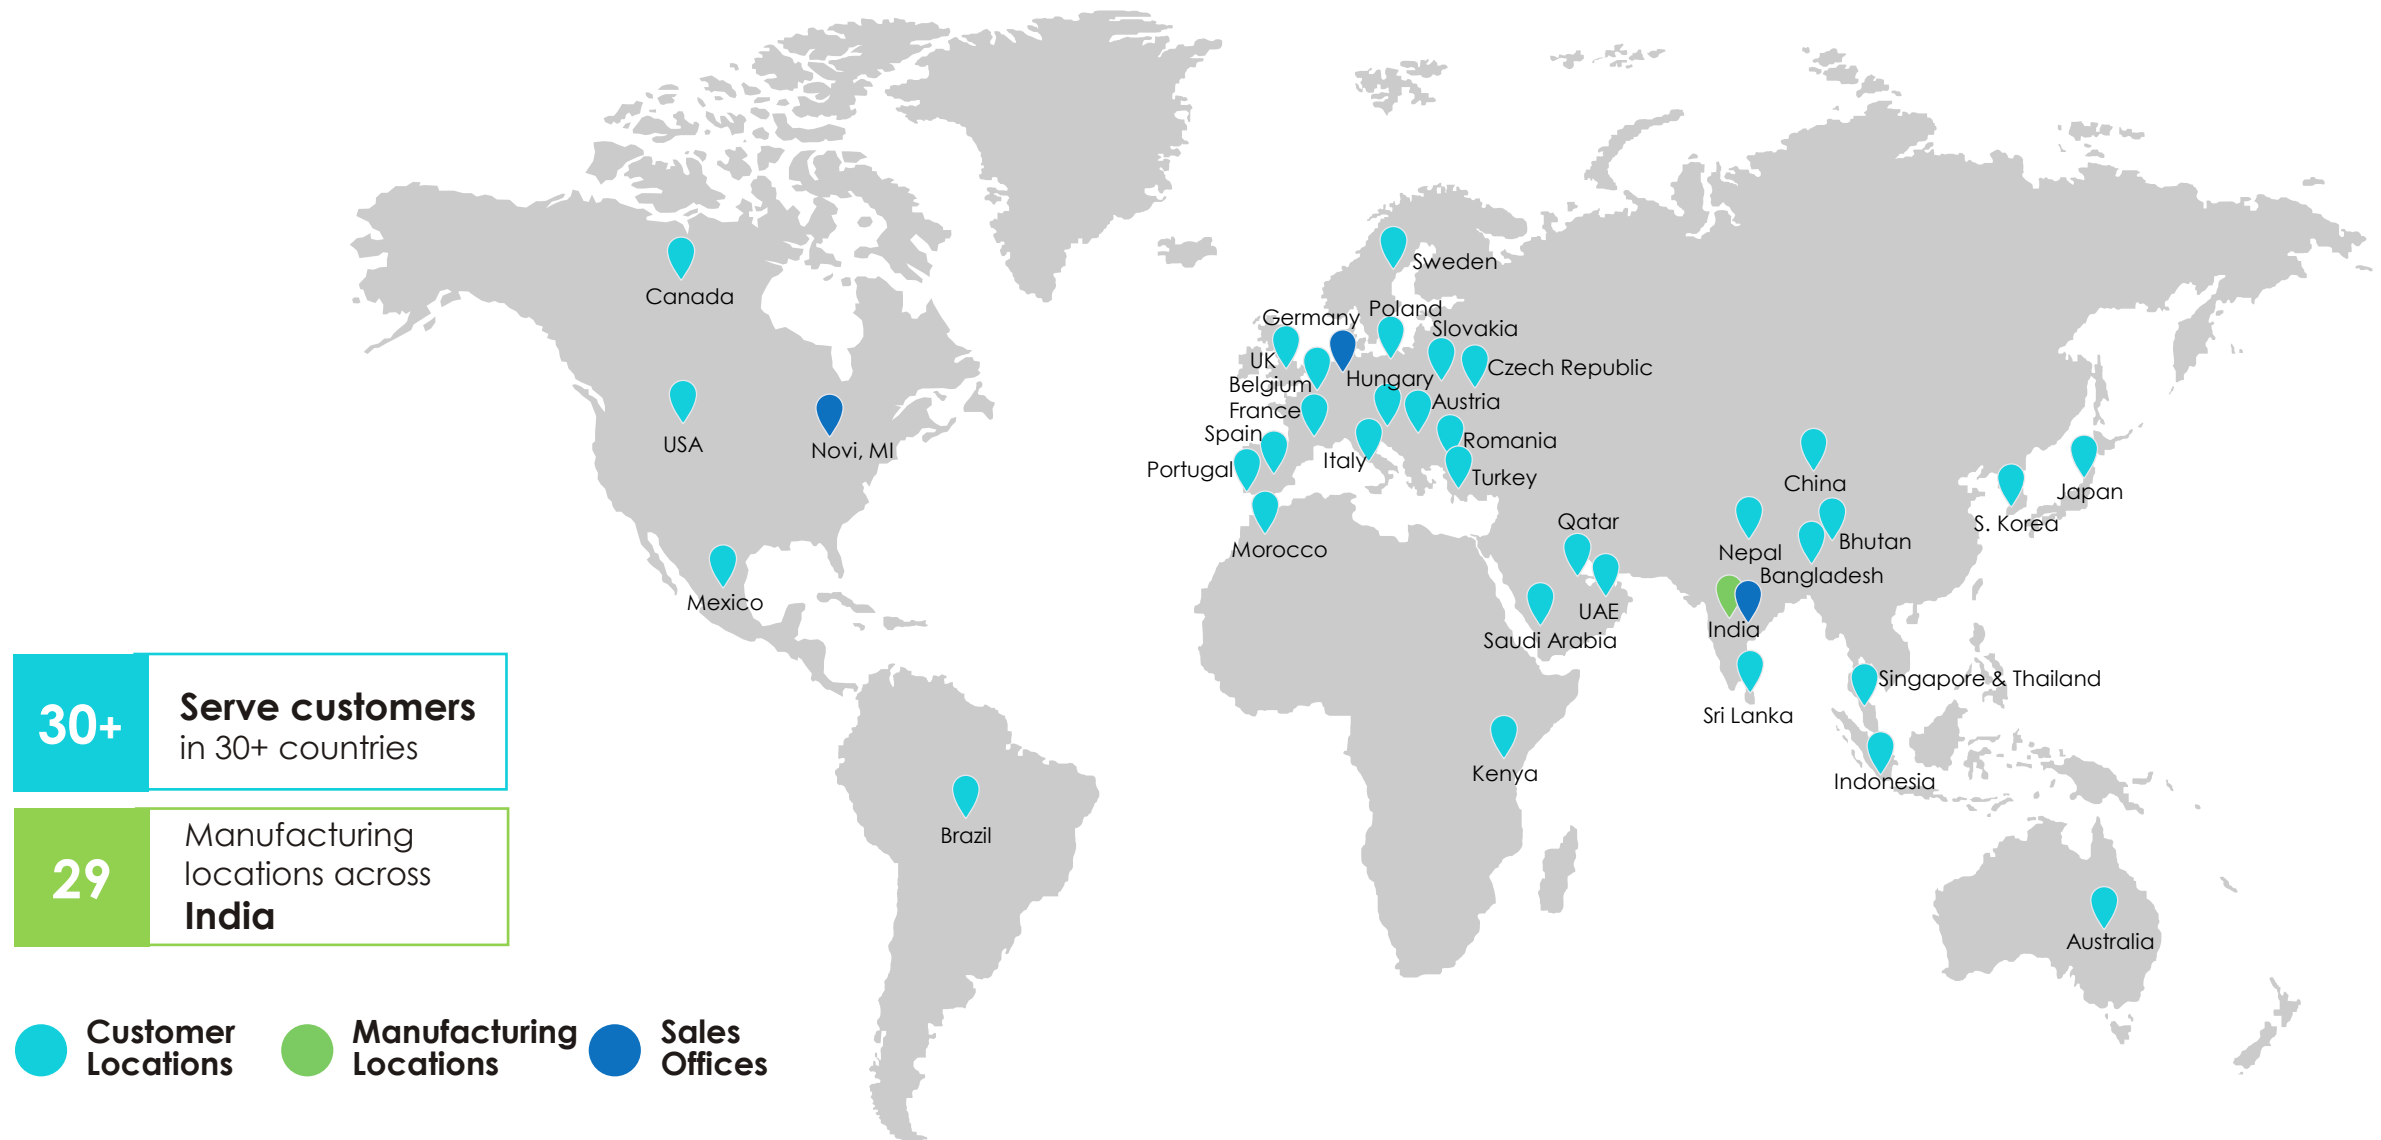 Sweden
Canada
Poland
Germany
Slovakia
UK
Czech Republic
Hungary
Belgium
Austria
France
Spain
Romania
USA
Novi, MI
Italy
Portugal
Turkey
China
Japan
Qatar
S. Korea
Bhutan
Morocco
Nepal
Bangladesh
Mexico
UAE
India
Saudi Arabia
Singapore & Thailand
Sri Lanka
Kenya
Indonesia
Brazil
Australia
30+
Serve customers
in 30+ countries
29
Manufacturing
locations across
India
Customer
Locations
Manufacturing
Locations
Sales
Offices